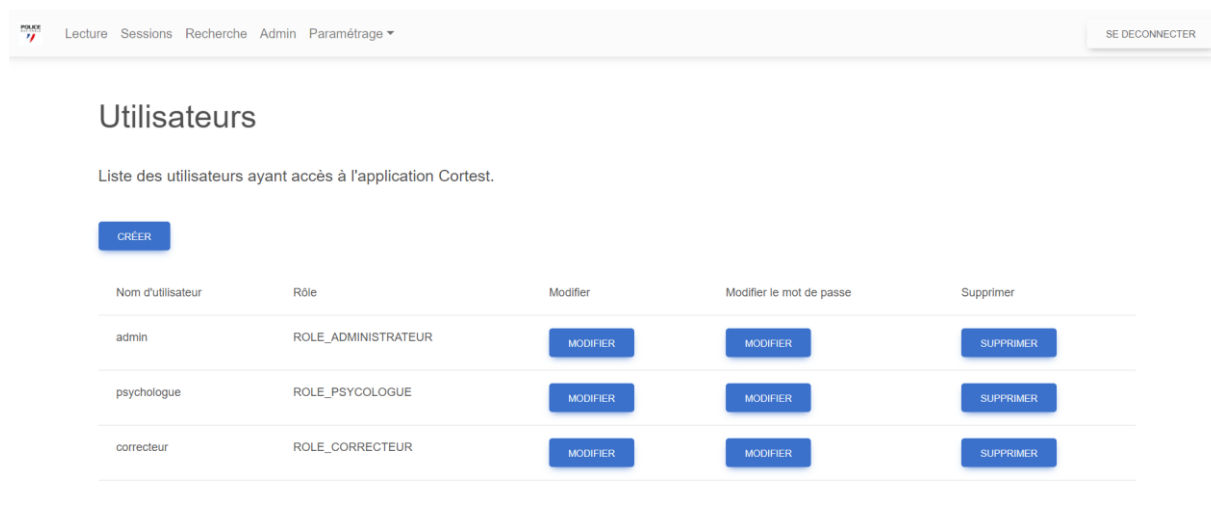 POLICE
Lecture Sessions Recherche Admin Paramétrage
SE DECONNECTER
Utilisateurs
Liste des utilisateurs ayant accès à l'application Cortest.
CRÉER
Nom d'utilisateur Rôle Modifier Modifier le mot de passe Supprimer
admin ROLE_ADMINISTRATEUR MODIFIER MODIFIER SUPPRIMER
psychologue ROLE_PSYCOLOGUE MODIFIER MODIFIER SUPPRIMER
correcteur ROLE_CORRECTEUR MODIFIER MODIFIER SUPPRIMER